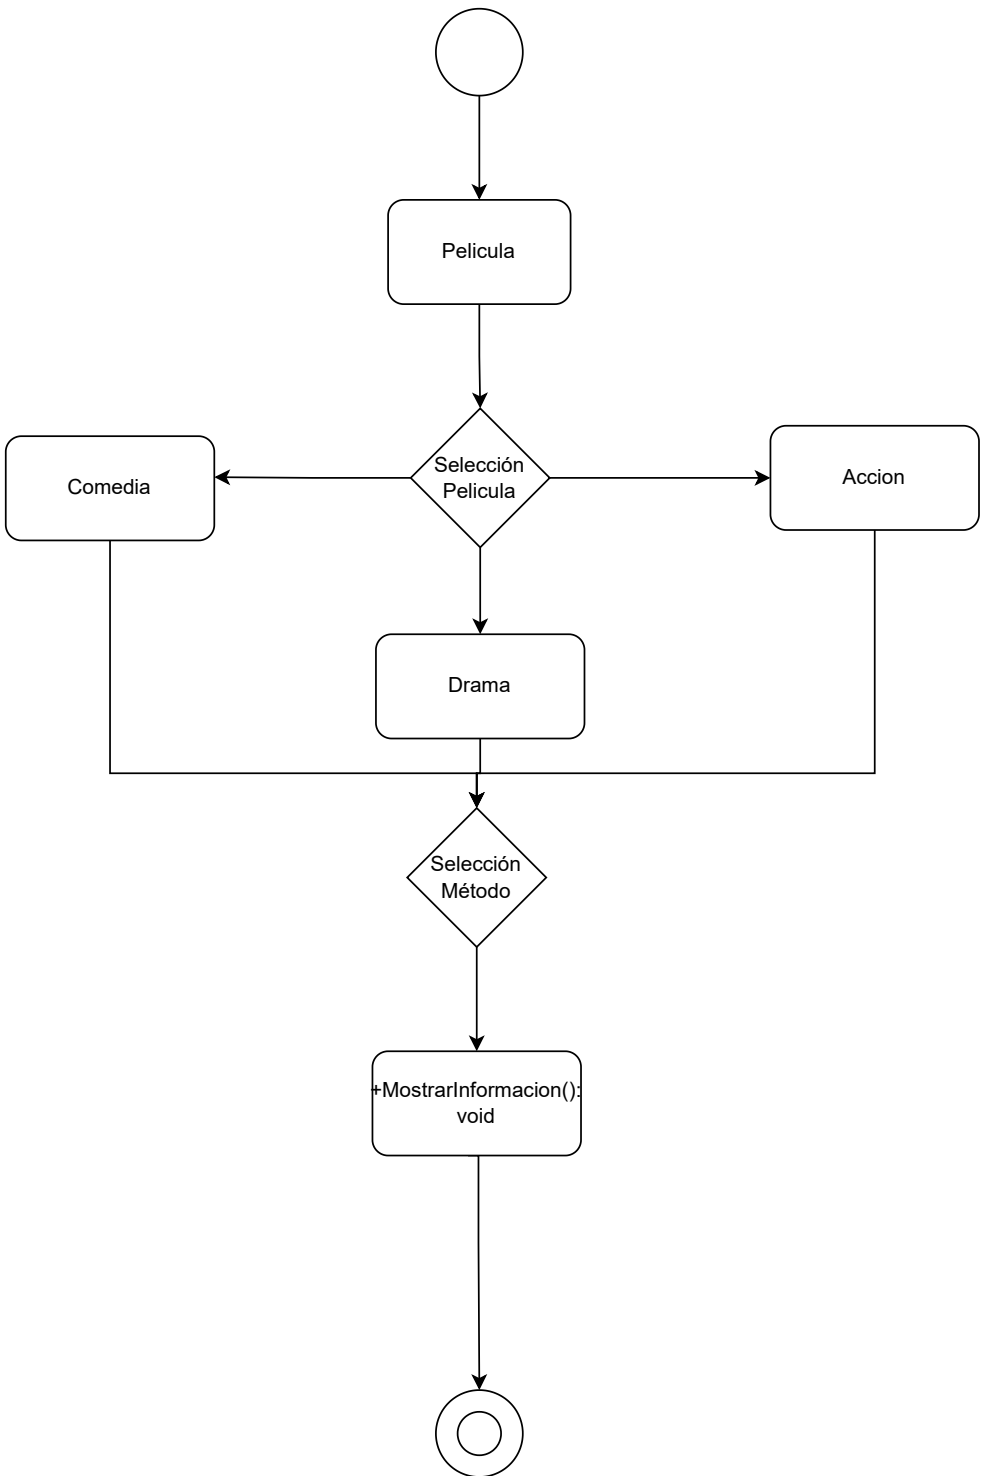 Pelicula
Selección
Pelicula
Comedia
Accion
Drama
Selección
Método
+MostrarInformacion():
void